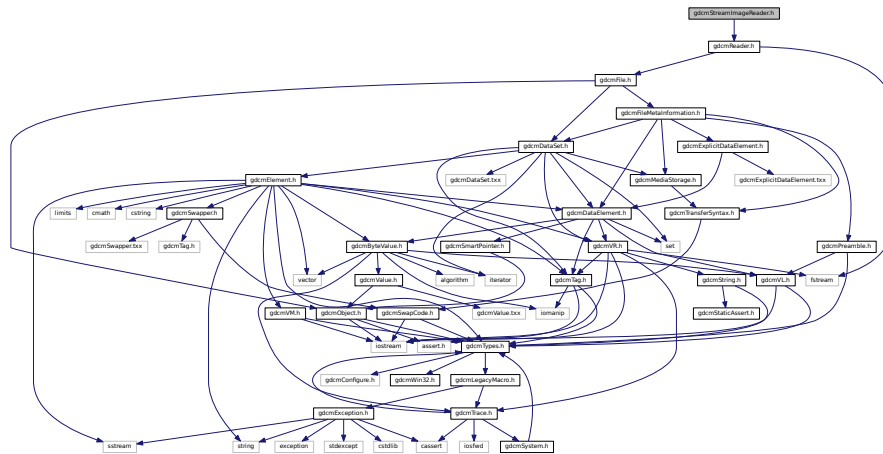 gdcmStreamImageReader.h
gdcmReader.h
gdcmFile.h
gdcmFileMetaInformation.h
gdcmDataSet.h
gdcmExplicitDataElement.h
gdcmElement.h
gdcmDataSet.txx
gdcmMediaStorage.h
gdcmExplicitDataElement.txx
limits
cmath
cstring
gdcmSwapper.h
gdcmDataElement.h
gdcmTransferSyntax.h
gdcmSwapper.txx
gdcmTag.h
gdcmByteValue.h
gdcmSmartPointer.h
gdcmVR.h
set
gdcmPreamble.h
vector
gdcmValue.h
algorithm
iterator
gdcmTag.h
gdcmString.h
gdcmVL.h
fstream
gdcmVM.h
gdcmObject.h
gdcmSwapCode.h
gdcmValue.txx
iomanip
gdcmStaticAssert.h
iostream
assert.h
gdcmTypes.h
gdcmConfigure.h
gdcmWin32.h
gdcmLegacyMacro.h
gdcmException.h
gdcmTrace.h
sstream
string
exception
stdexcept
cstdlib
cassert
iosfwd
gdcmSystem.h